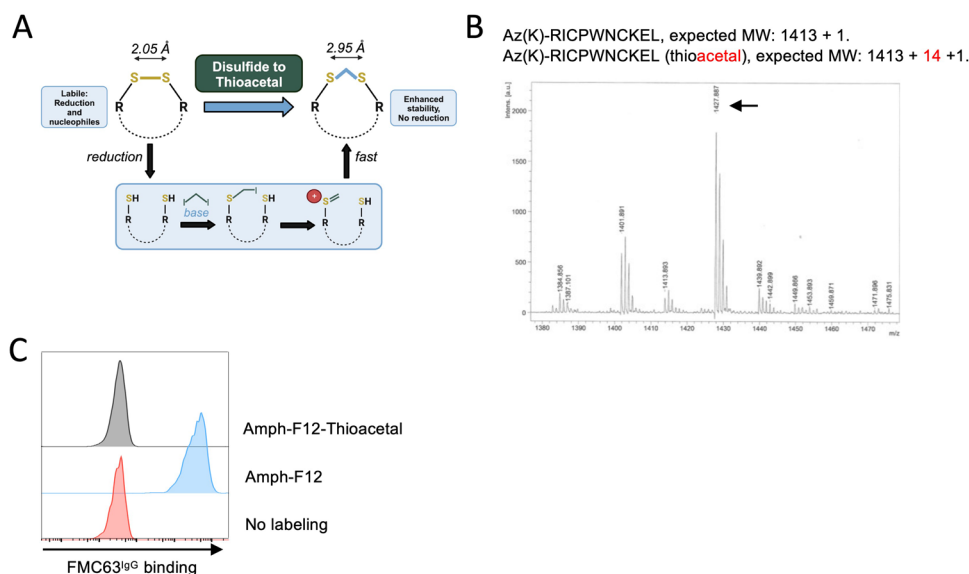 A
2.05 Å
2.95 Å
Disulfide to
Thioacetal
S S
S S
R R
R R
Labile:
Reduction
and
nucleophiles
Enhanced
stability,
No reduction
reduction
fast
SH SH
R R
I I
base
S I SH
R R
+ S SH
R R
B
Az(K)-RICPWNCKEL, expected MW: 1413 + 1.
Az(K)-RICPWNCKEL (thioacetal), expected MW: 1413 + 14 +1.
Intens. [a.u.]
2000
1500
1000
500
0
1384.856
1387.101
1401.891
1413.893
1427.887
1439.892
1442.899
1449.866
1453.893
1459.871
1471.896
1475.831
1380 1390 1400 1410 1420 1430 1440 1450 1460 1470
m/z
C
Amph-F12-Thioacetal
Amph-F12
No labeling
FMC63IgG binding